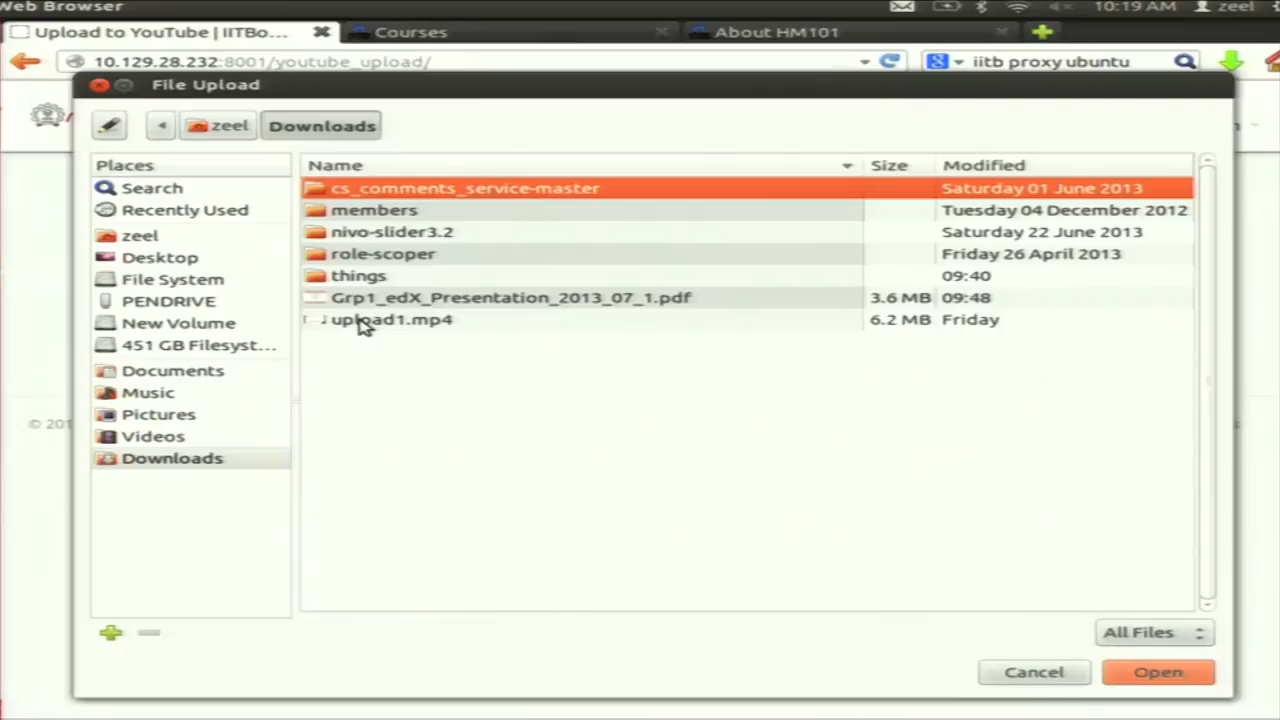 Web Browser
10:19 AM zeel
Upload to YouTube | IITBo...
Courses
About HM101
10.129.28.232:8001/youtube_upload/
iitb proxy ubuntu
File Upload
zeel
Downloads
Places
Name
Size
Modified
Search
cs_comments_service-master
Saturday 01 June 2013
Recently Used
members
Tuesday 04 December 2012
nivo-slider3.2
Saturday 22 June 2013
zeel
role-scoper
Friday 26 April 2013
Desktop
things
09:40
File System
Grp1_edX_Presentation_2013_07_1.pdf
3.6 MB
09:48
PENDRIVE
upload1.mp4
6.2 MB
Friday
New Volume
451 GB Filesyst...
Documents
Music
Pictures
© 201
Videos
Downloads
All Files
Cancel
Open